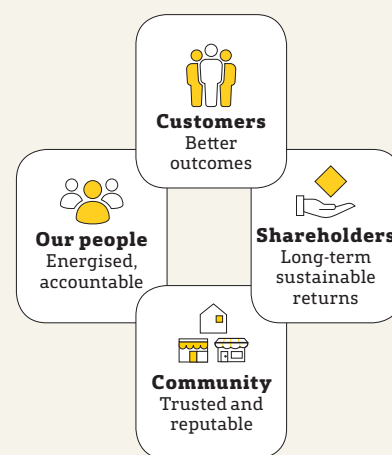 Customers
Better
outcomes
Our people
Energised,
accountable
Shareholders
Long-term
sustainable
returns
Community
Trusted and
reputable